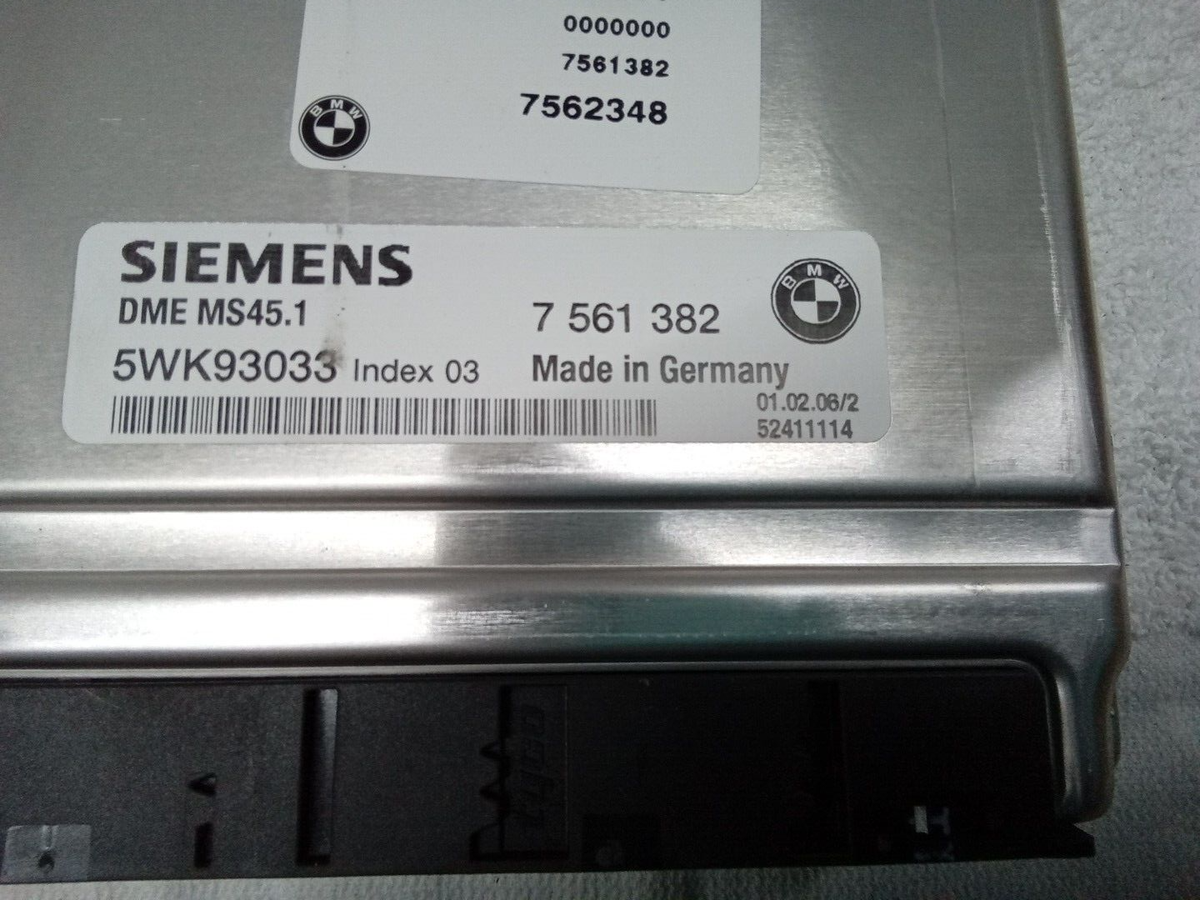 0000000
7561382
7562348
BMW
SIEMENS
DME MS45.1
7 561 382
BMW
5WK93033 Index 03
Made in Germany
01.02.06/2
52411114
tyco